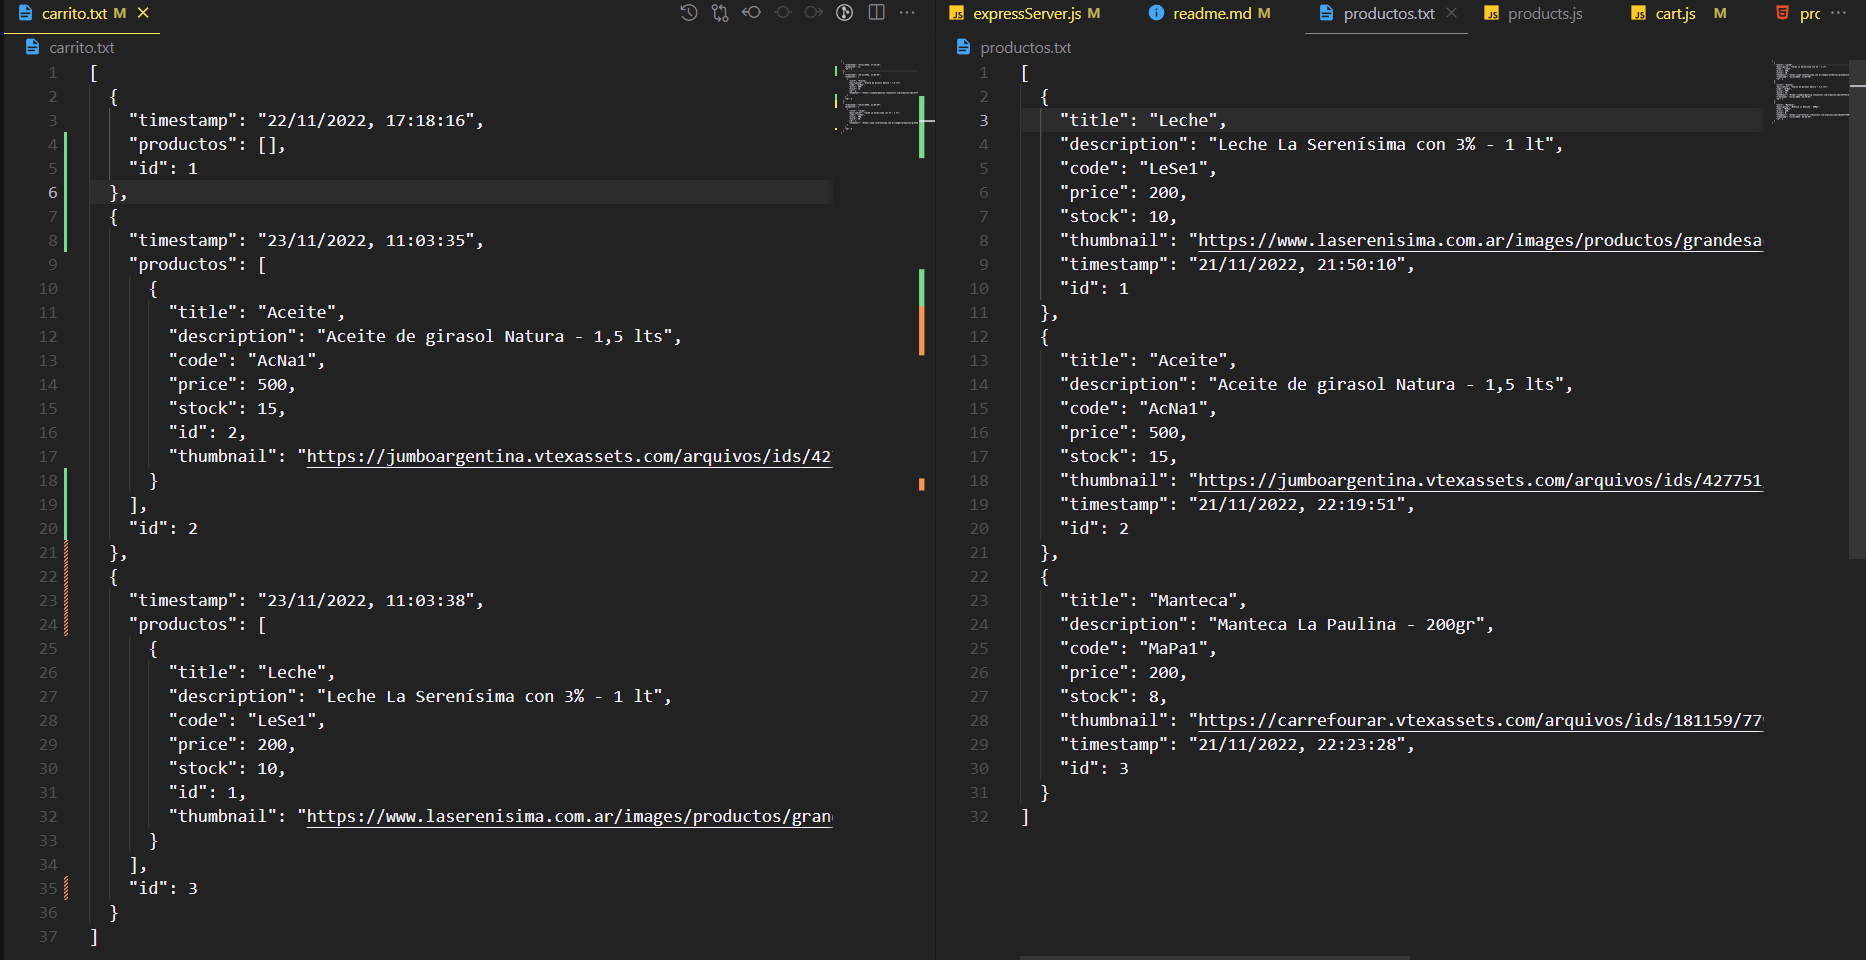 carrito.txt M
carrito.txt
1 [
2 {
3 "timestamp": "22/11/2022, 17:18:16",
4 "productos": [],
5 "id": 1
6 },
7 {
8 "timestamp": "23/11/2022, 11:03:35",
9 "productos": [
10 {
11 "title": "Aceite",
12 "description": "Aceite de girasol Natura - 1,5 lts",
13 "code": "AcNa1",
14 "price": 500,
15 "stock": 15,
16 "id": 2,
17 "thumbnail": "https://jumboargentina.vtexassets.com/arquivos/ids/42
18 }
19 ],
20 "id": 2
21 },
22 {
23 "timestamp": "23/11/2022, 11:03:38",
24 "productos": [
25 {
26 "title": "Leche",
27 "description": "Leche La Serenísima con 3% - 1 lt",
28 "code": "LeSe1",
29 "price": 200,
30 "stock": 10,
31 "id": 1,
32 "thumbnail": "https://www.laserenisima.com.ar/images/productos/gran
33 }
34 ],
35 "id": 3
36 }
37 ]
expressServer.js M readme.md M productos.txt products.js cart.js M pro
productos.txt
1 [
2 {
3 "title": "Leche",
4 "description": "Leche La Serenísima con 3% - 1 lt",
5 "code": "LeSe1",
6 "price": 200,
7 "stock": 10,
8 "thumbnail": "https://www.laserenisima.com.ar/images/productos/grandesa
9 "timestamp": "21/11/2022, 21:50:10",
10 "id": 1
11 },
12 {
13 "title": "Aceite",
14 "description": "Aceite de girasol Natura - 1,5 lts",
15 "code": "AcNa1",
16 "price": 500,
17 "stock": 15,
18 "thumbnail": "https://jumboargentina.vtexassets.com/arquivos/ids/427751
19 "timestamp": "21/11/2022, 22:19:51",
20 "id": 2
21 },
22 {
23 "title": "Manteca",
24 "description": "Manteca La Paulina - 200gr",
25 "code": "MaPa1",
26 "price": 200,
27 "stock": 8,
28 "thumbnail": "https://carrefourar.vtexassets.com/arquivos/ids/181159/77
29 "timestamp": "21/11/2022, 22:23:28",
30 "id": 3
31 }
32 ]